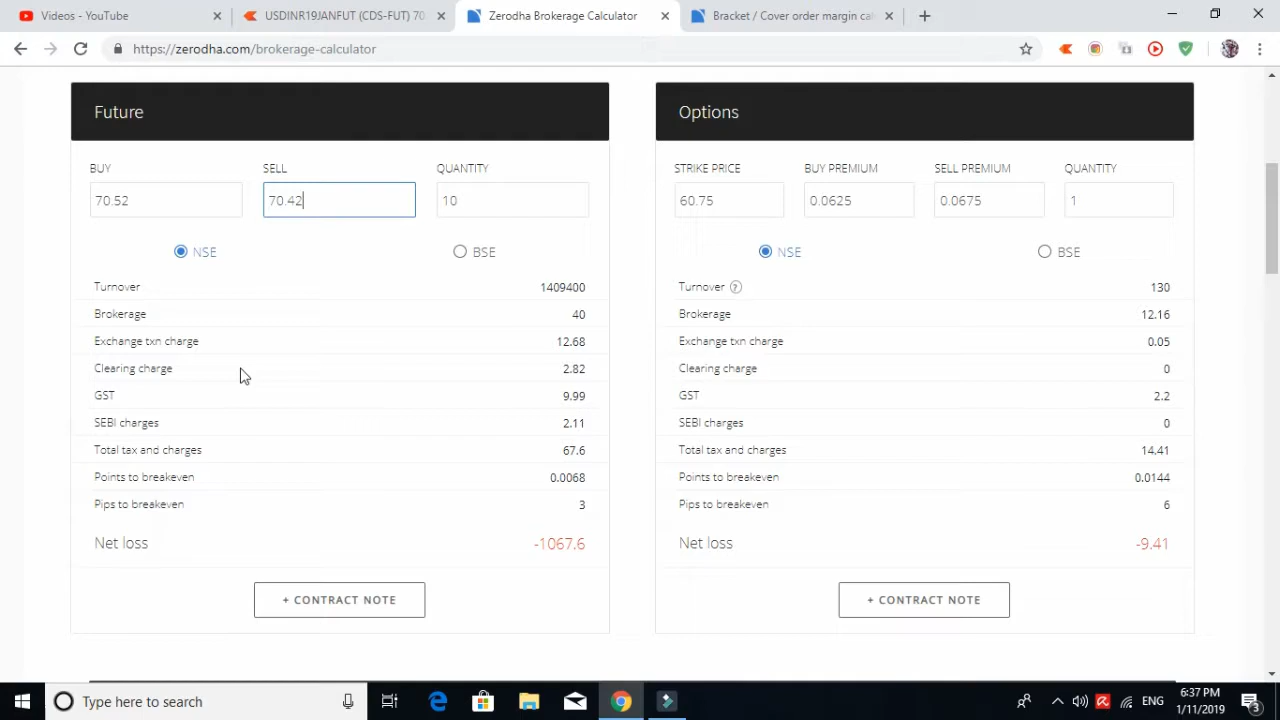 Videos - YouTube
USDINR19JANFUT (CDS-FUT) 70
Zerodha Brokerage Calculator
Bracket / Cover order margin cal
https://zerodha.com/brokerage-calculator
Future
BUY SELL QUANTITY
70.52 70.42 10
NSE BSE
Turnover 1409400
Brokerage 40
Exchange txn charge 12.68
Clearing charge 2.82
GST 9.99
SEBI charges 2.11
Total tax and charges 67.6
Points to breakeven 0.0068
Pips to breakeven 3
Net loss -1067.6
+ CONTRACT NOTE
Options
STRIKE PRICE BUY PREMIUM SELL PREMIUM QUANTITY
60.75 0.0625 0.0675 1
NSE BSE
Turnover ? 130
Brokerage 12.16
Exchange txn charge 0.05
Clearing charge 0
GST 2.2
SEBI charges 0
Total tax and charges 14.41
Points to breakeven 0.0144
Pips to breakeven 6
Net loss -9.41
+ CONTRACT NOTE
Type here to search
ENG
6:37 PM
1/11/2019
3